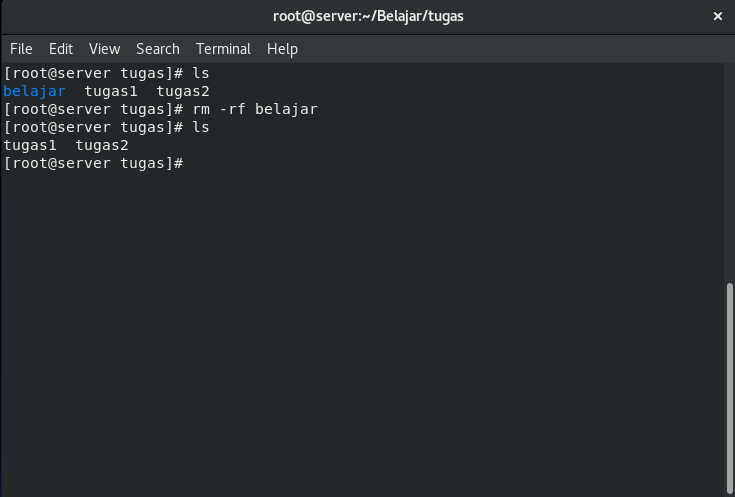 root@server:~/Belajar/tugas ×
File Edit View Search Terminal Help
[root@server tugas]# ls
belajar  tugas1  tugas2
[root@server tugas]# rm -rf belajar
[root@server tugas]# ls
tugas1  tugas2
[root@server tugas]#